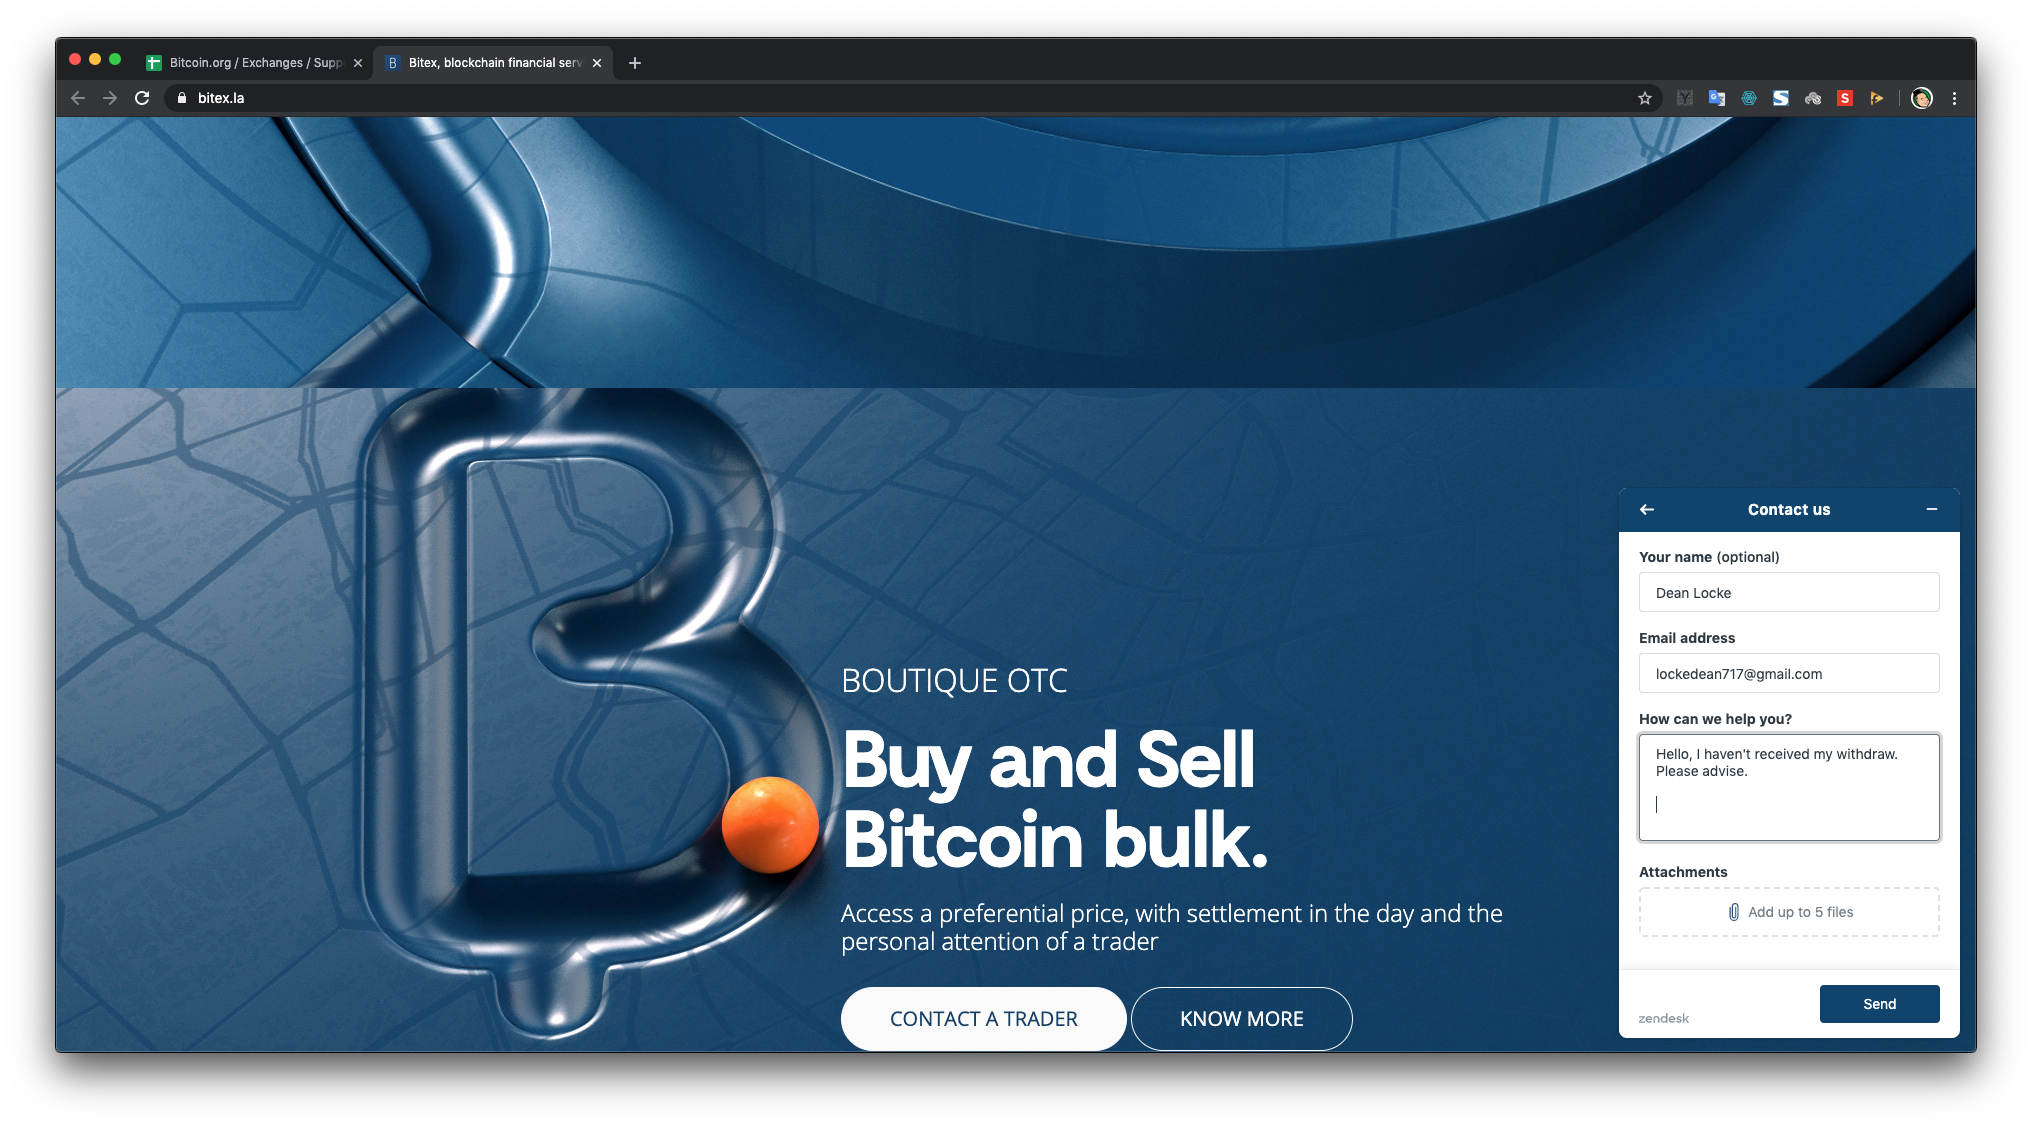 Bitcoin.org / Exchanges / Supp
Bitex, blockchain financial serv
bitex.la
BOUTIQUE OTC
Buy and Sell
Bitcoin bulk.
Access a preferential price, with settlement in the day and the
personal attention of a trader
CONTACT A TRADER
KNOW MORE
Contact us
Your name (optional)
Dean Locke
Email address
lockedean717@gmail.com
How can we help you?
Hello, I haven't received my withdraw.
Please advise.
Attachments
Add up to 5 files
zendesk
Send